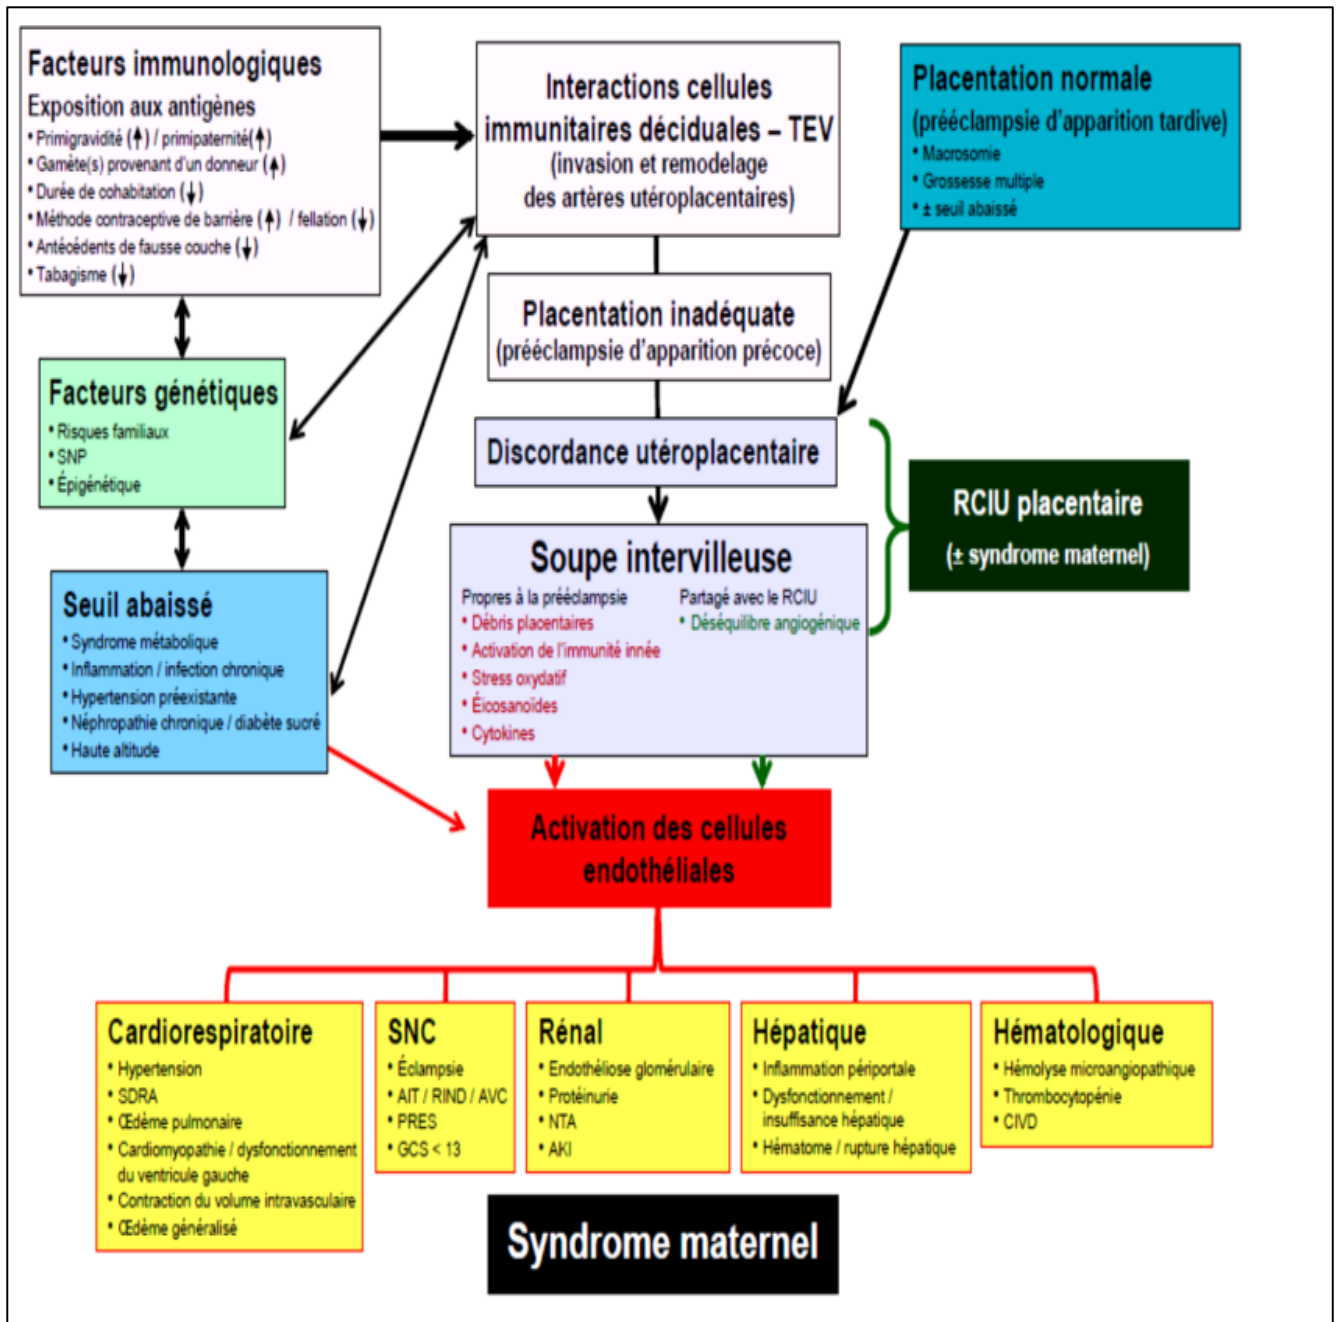 Facteurs immunologiques
Exposition aux antigènes
• Primigravidité (↑) / primipaternité(↑)
• Gamète(s) provenant d'un donneur (↑)
• Durée de cohabitation (↓)
• Méthode contraceptive de barrière (↑) / fellation (↓)
• Antécédents de fausse couche (↓)
• Tabagisme (↓)
Interactions cellules
immunitaires déciduales – TEV
(invasion et remodelage
des artères utéroplacentaires)
Placentation normale
(prééclampsie d'apparition tardive)
• Macrosomie
• Grossesse multiple
• ± seuil abaissé
Placentation inadéquate
(prééclampsie d'apparition précoce)
Facteurs génétiques
• Risques familiaux
• SNP
• Épigénétique
Discordance utéroplacentaire
RCIU placentaire
(± syndrome maternel)
Soupe intervilleuse
Propres à la prééclampsie
• Débris placentaires
• Activation de l'immunité innée
• Stress oxydatif
• Éicosanoïdes
• Cytokines
Partagé avec le RCIU
• Déséquilibre angiogénique
Seuil abaissé
• Syndrome métabolique
• Inflammation / infection chronique
• Hypertension préexistante
• Néphropathie chronique / diabète sucré
• Haute altitude
Activation des cellules
endothéliales
Cardiorespiratoire
• Hypertension
• SDRA
• Œdème pulmonaire
• Cardiomyopathie / dysfonctionnement
du ventricule gauche
• Contraction du volume intravasculaire
• Œdème généralisé
SNC
• Éclampsie
• AIT / RIND / AVC
• PRES
• GCS < 13
Rénal
• Endothéliose glomérulaire
• Protéinurie
• NTA
• AKI
Hépatique
• Inflammation périportale
• Dysfonctionnement /
insuffisance hépatique
• Hématome / rupture hépatique
Hématologique
• Hémolyse microangiopathique
• Thrombocytopénie
• CIVD
Syndrome maternel